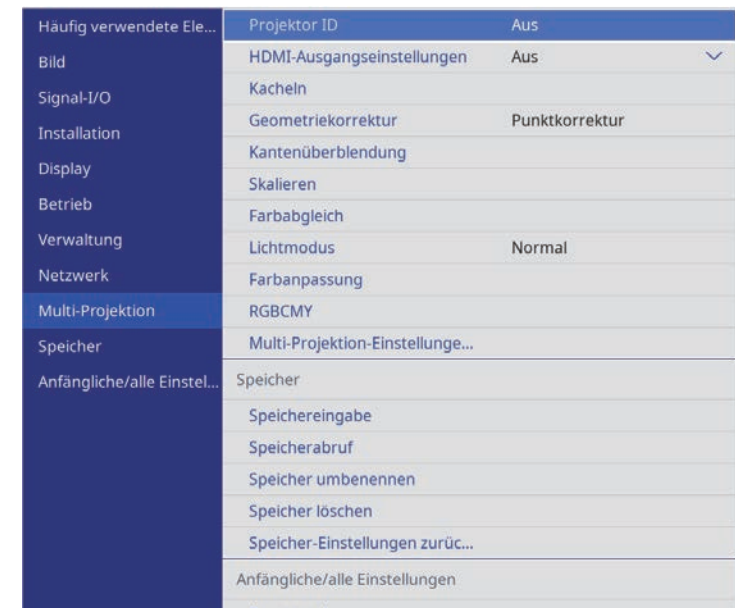 Häufig verwendete Ele...
Bild
Signal-I/O
Installation
Display
Betrieb
Verwaltung
Netzwerk
Multi-Projektion
Speicher
Anfängliche/alle Einstel...
Projektor ID Aus
HDMI-Ausgangseinstellungen Aus
Kacheln
Geometriekorrektur Punktkorrektur
Kantenüberblendung
Skalieren
Farbabgleich
Lichtmodus Normal
Farbanpassung
RGBCMY
Multi-Projektion-Einstellunge...
Speicher
Speichereingabe
Speicherabruf
Speicher umbenennen
Speicher löschen
Speicher-Einstellungen zurüc...
Anfängliche/alle Einstellungen